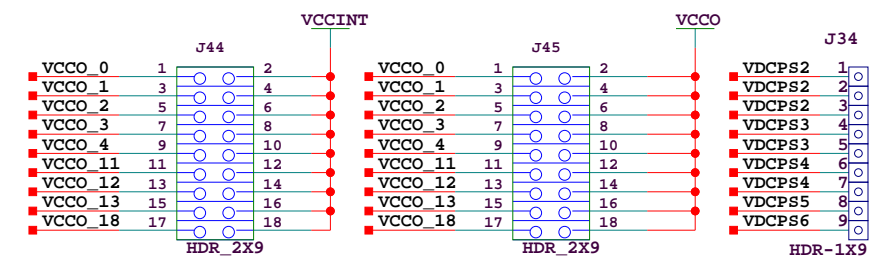 VCCINT VCCO
J44 J45 J34
VCCO_0 1 2 VCCO_0 1 2 VDCPS2 1
VCCO_1 3 4 VCCO_1 3 4 VDCPS2 2
VCCO_2 5 6 VCCO_2 5 6 VDCPS2 3
VCCO_3 7 8 VCCO_3 7 8 VDCPS3 4
VCCO_4 9 10 VCCO_4 9 10 VDCPS3 5
VCCO_11 11 12 VCCO_11 11 12 VDCPS4 6
VCCO_12 13 14 VCCO_12 13 14 VDCPS4 7
VCCO_13 15 16 VCCO_13 15 16 VDCPS5 8
VCCO_18 17 18 VCCO_18 17 18 VDCPS6 9
HDR_2X9 HDR_2X9 HDR-1X9